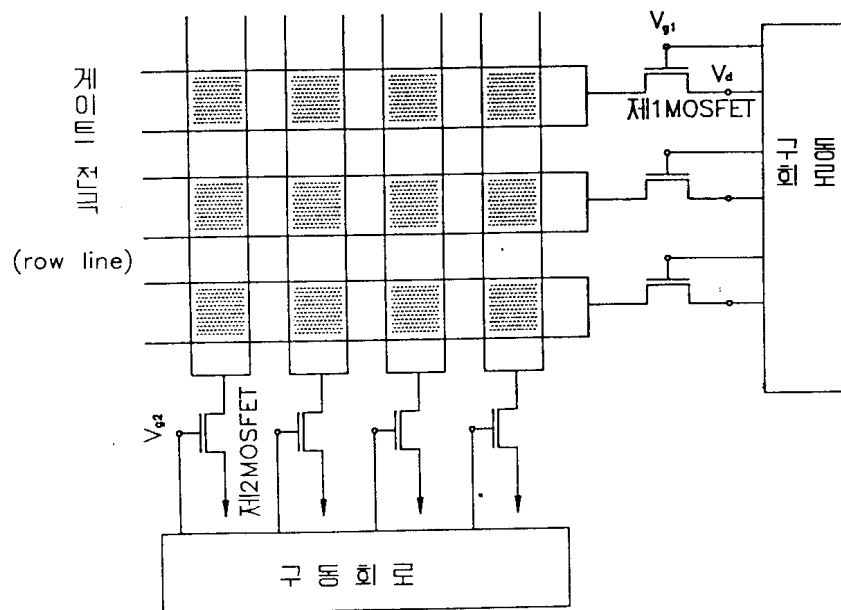 V_g1
V_d
게이트 전극
(row line)
제1MOSFET
구동
회로
V_g2
제2MOSFET
구동회로